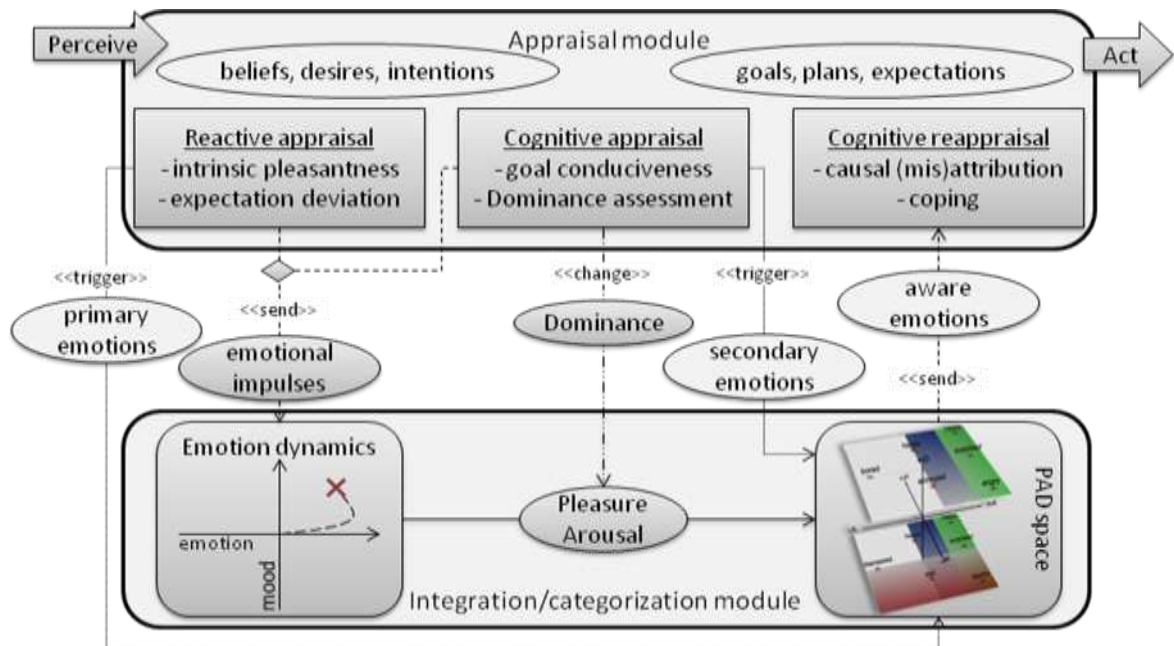 Perceive
Appraisal module
Act
beliefs, desires, intentions
goals, plans, expectations
Reactive appraisal
- intrinsic pleasantness
- expectation deviation
Cognitive appraisal
- goal conduciveness
- Dominance assessment
Cognitive reappraisal
- causal (mis)attribution
- coping
<<trigger>>
<<send>>
<<change>>
<<trigger>>
primary
emotions
emotional
impulses
Dominance
secondary
emotions
aware
emotions
<<send>>
Emotion dynamics
emotion
mood
Pleasure
Arousal
PAD space
Integration/categorization module